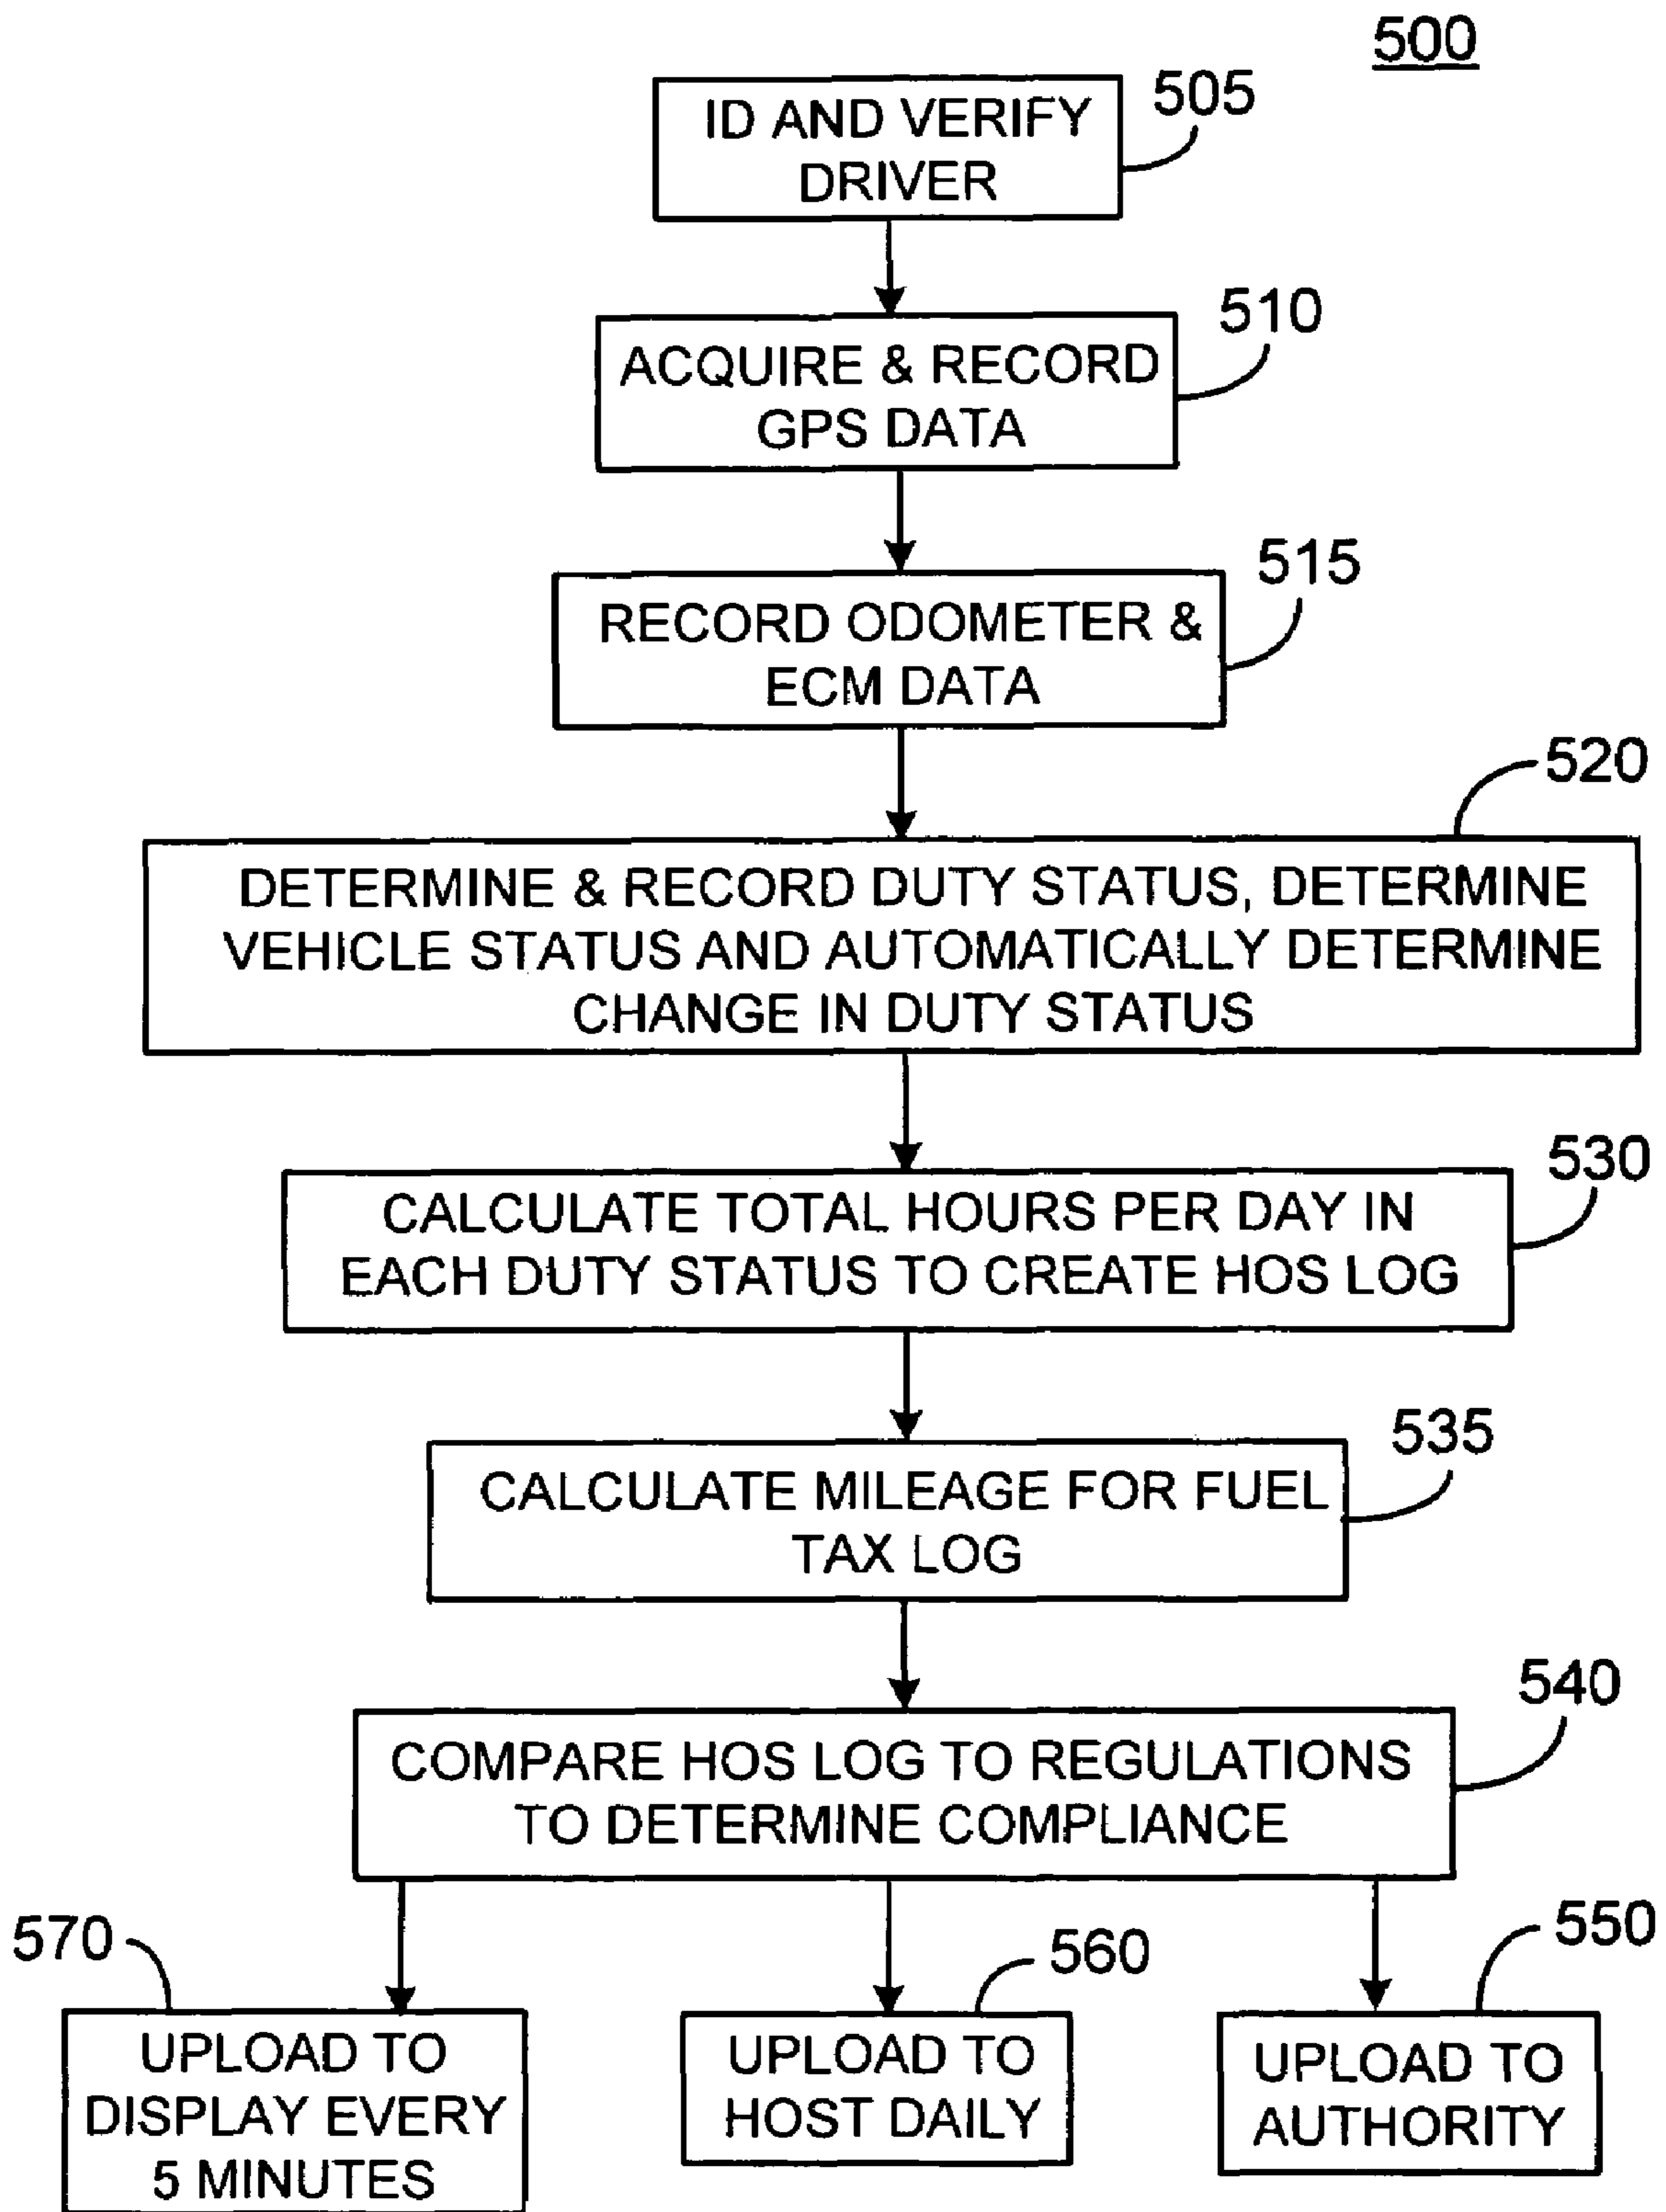 500
ID AND VERIFY
DRIVER
505
ACQUIRE & RECORD
GPS DATA
510
RECORD ODOMETER &
ECM DATA
515
520
DETERMINE & RECORD DUTY STATUS, DETERMINE
VEHICLE STATUS AND AUTOMATICALLY DETERMINE
CHANGE IN DUTY STATUS
530
CALCULATE TOTAL HOURS PER DAY IN
EACH DUTY STATUS TO CREATE HOS LOG
535
CALCULATE MILEAGE FOR FUEL
TAX LOG
540
COMPARE HOS LOG TO REGULATIONS
TO DETERMINE COMPLIANCE
570
UPLOAD TO
DISPLAY EVERY
5 MINUTES
560
UPLOAD TO
HOST DAILY
550
UPLOAD TO
AUTHORITY